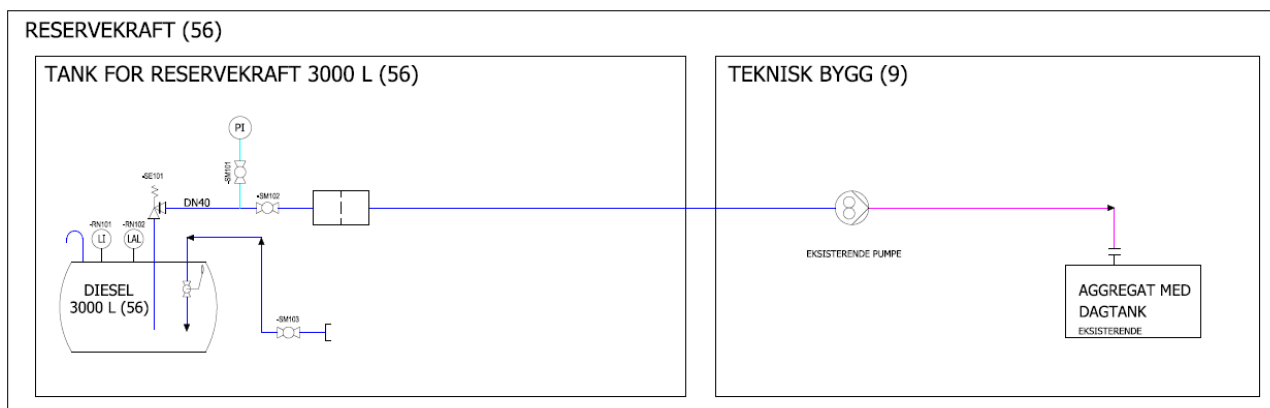 RESERVEKRAFT (56)
TANK FOR RESERVEKRAFT 3000 L (56)
TEKNISK BYGG (9)
PI
-SM101
-SE101
DN40
-SM102
-RN101
-RN102
LI
LAL
DIESEL
3000 L (56)
-SM103
EKSISTERENDE PUMPE
AGGREGAT MED
DAGTANK
EKSISTERENDE